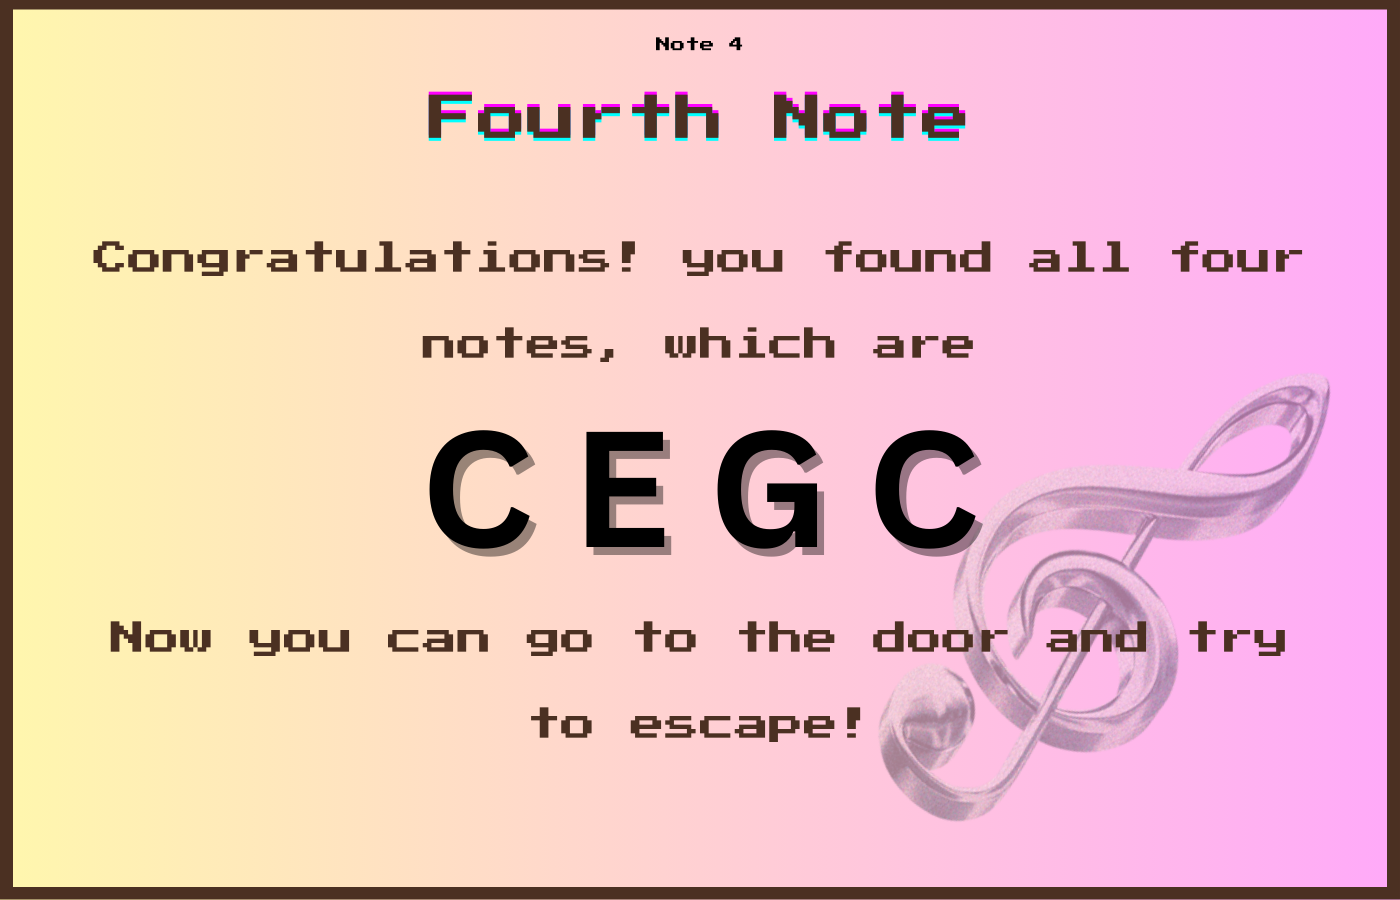 Note 4
Fourth Note
Congratulations! you found all four
notes, which are
C E G C
Now you can go to the door and try
to escape!